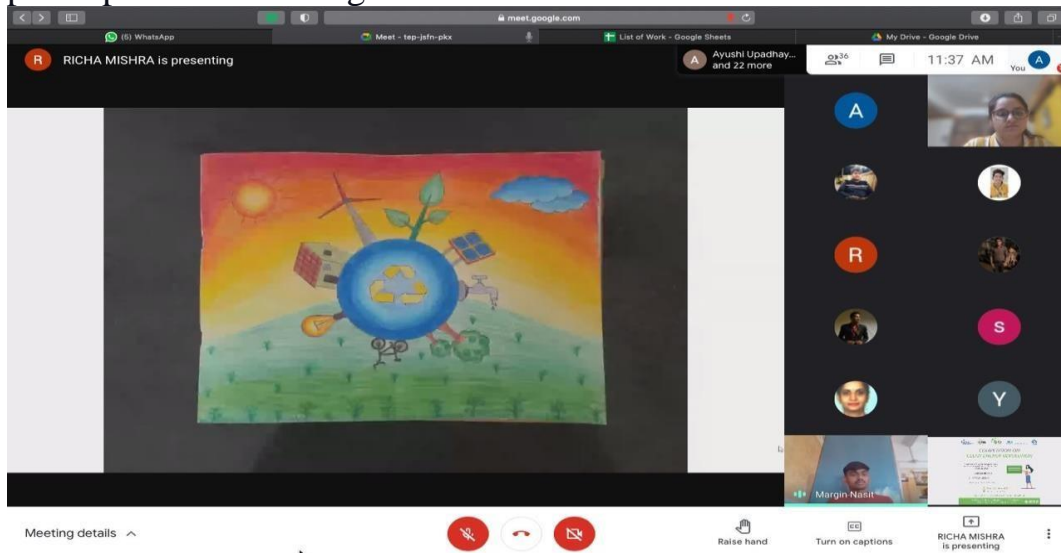 meet.google.com
(5) WhatsApp
Meet - tep-jsfn-pkx
List of Work - Google Sheets
My Drive - Google Drive
R
RICHA MISHRA is presenting
A
Ayushi Upadhay...
and 22 more
36
11:37 AM
You
A
A
R
S
Y
Margin Nasit
Meeting details
Raise hand
CC
Turn on captions
RICHA MISHRA
is presenting